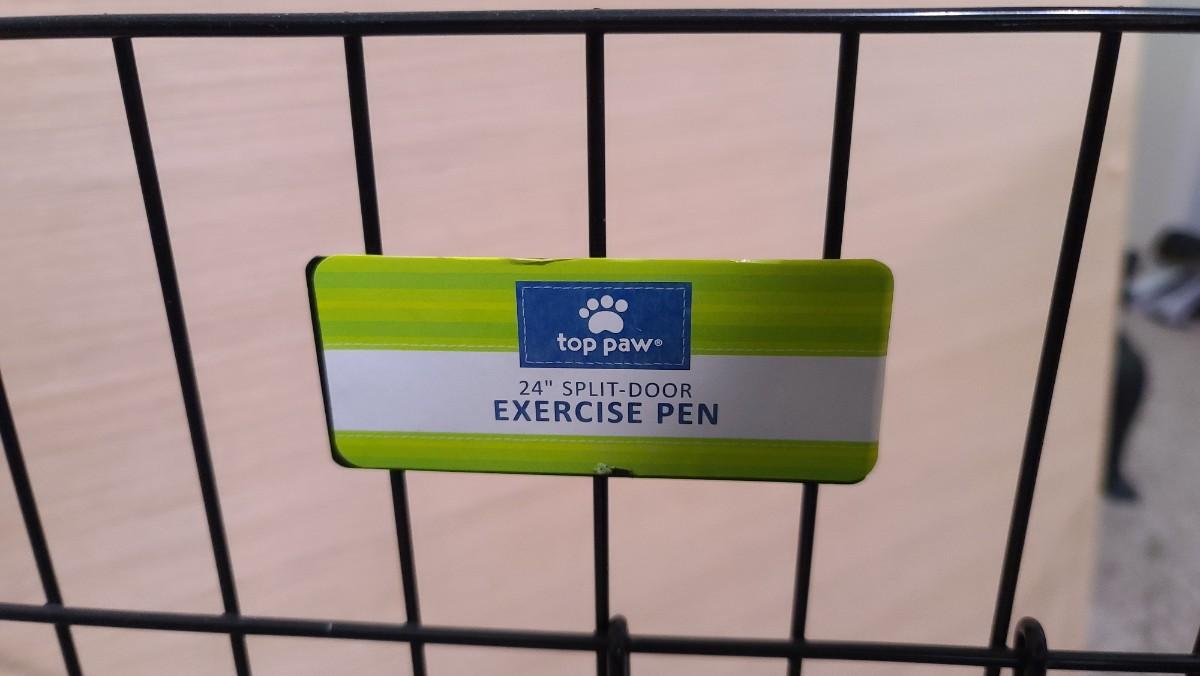 top paw®
24" SPLIT-DOOR
EXERCISE PEN